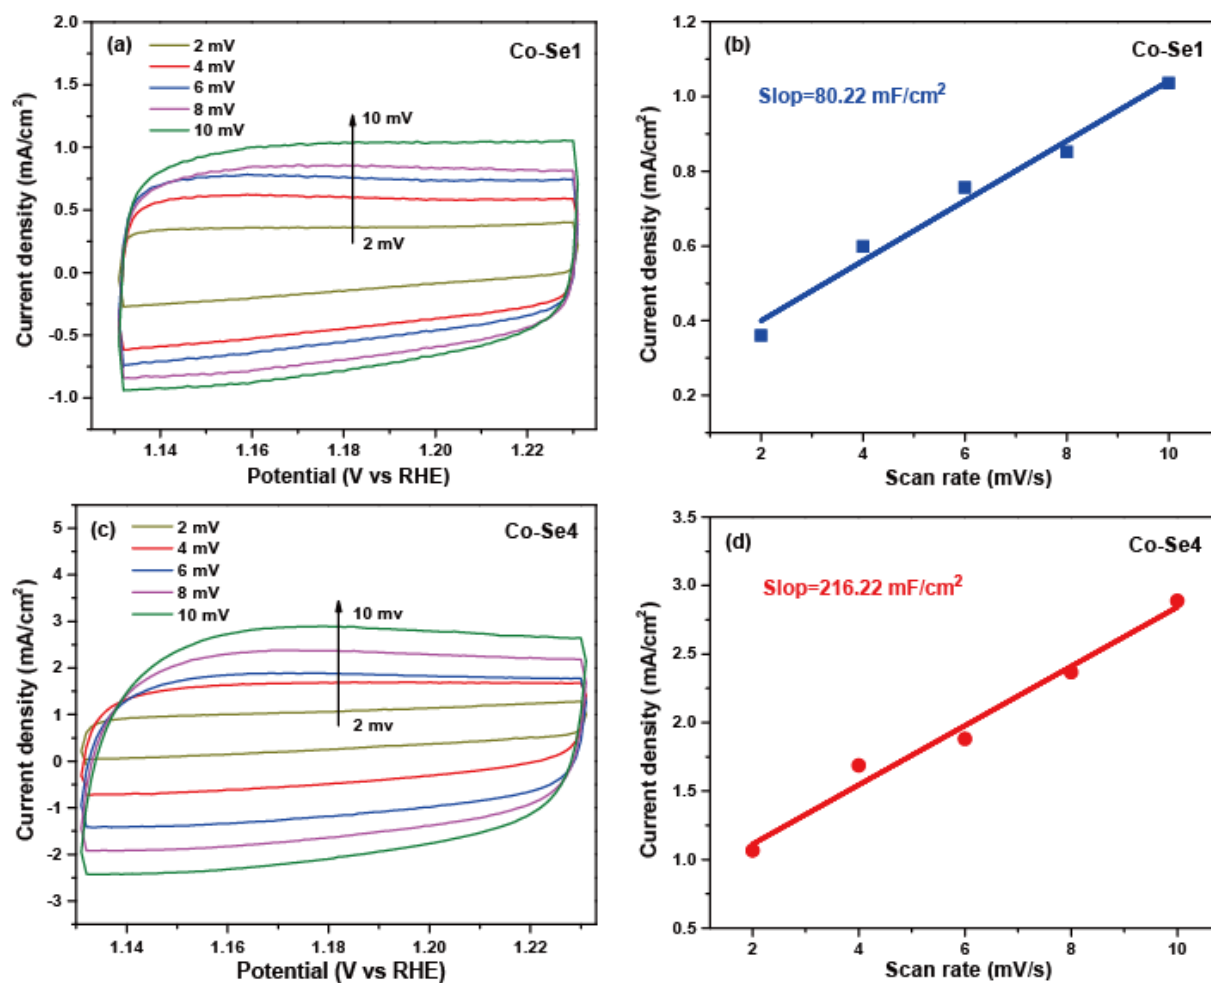 (a)
Co-Se1
2 mV
4 mV
6 mV
8 mV
10 mV
10 mV
2 mV
2.0
1.5
1.0
0.5
0.0
-0.5
-1.0
Current density (mA/cm²)
1.14
1.16
1.18
1.20
1.22
Potential (V vs RHE)
(b)
Co-Se1
Slop=80.22 mF/cm²
1.2
1.0
0.8
0.6
0.4
0.2
Current density (mA/cm²)
2
4
6
8
10
Scan rate (mV/s)
(c)
Co-Se4
2 mV
4 mV
6 mV
8 mV
10 mV
10 mv
2 mv
5
4
3
2
1
0
-1
-2
-3
Current density (mA/cm²)
1.14
1.16
1.18
1.20
1.22
Potential (V vs RHE)
(d)
Co-Se4
Slop=216.22 mF/cm²
3.5
3.0
2.5
2.0
1.5
1.0
0.5
Current density (mA/cm²)
2
4
6
8
10
Scan rate (mV/s)